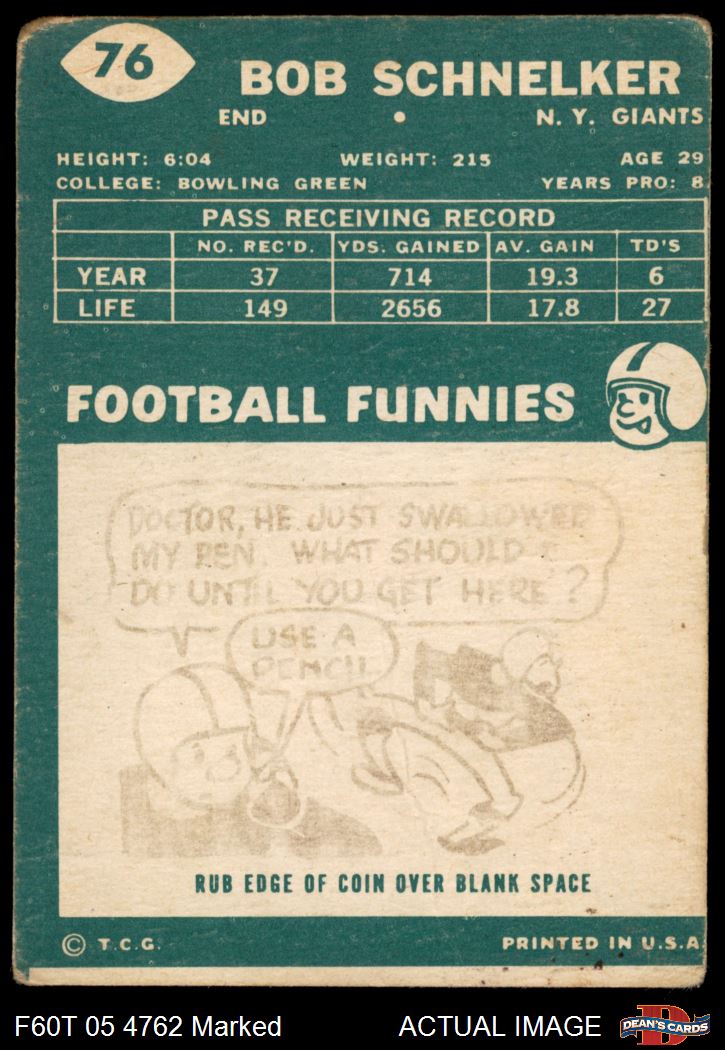 76
BOB SCHNELKER
END • N. Y. GIANTS
HEIGHT: 6:04 WEIGHT: 215 AGE 29
COLLEGE: BOWLING GREEN YEARS PRO: 8
PASS RECEIVING RECORD
NO. REC'D. YDS. GAINED AV. GAIN TD'S
YEAR 37 714 19.3 6
LIFE 149 2656 17.8 27
FOOTBALL FUNNIES
DOCTOR, HE JUST SWALLOWED
MY PEN. WHAT SHOULD I
DO UNTIL YOU GET HERE?
USE A
PENCIL
RUB EDGE OF COIN OVER BLANK SPACE
© T.C.G. PRINTED IN U.S.A
F60T 05 4762 Marked ACTUAL IMAGE D DEAN'S CARDS